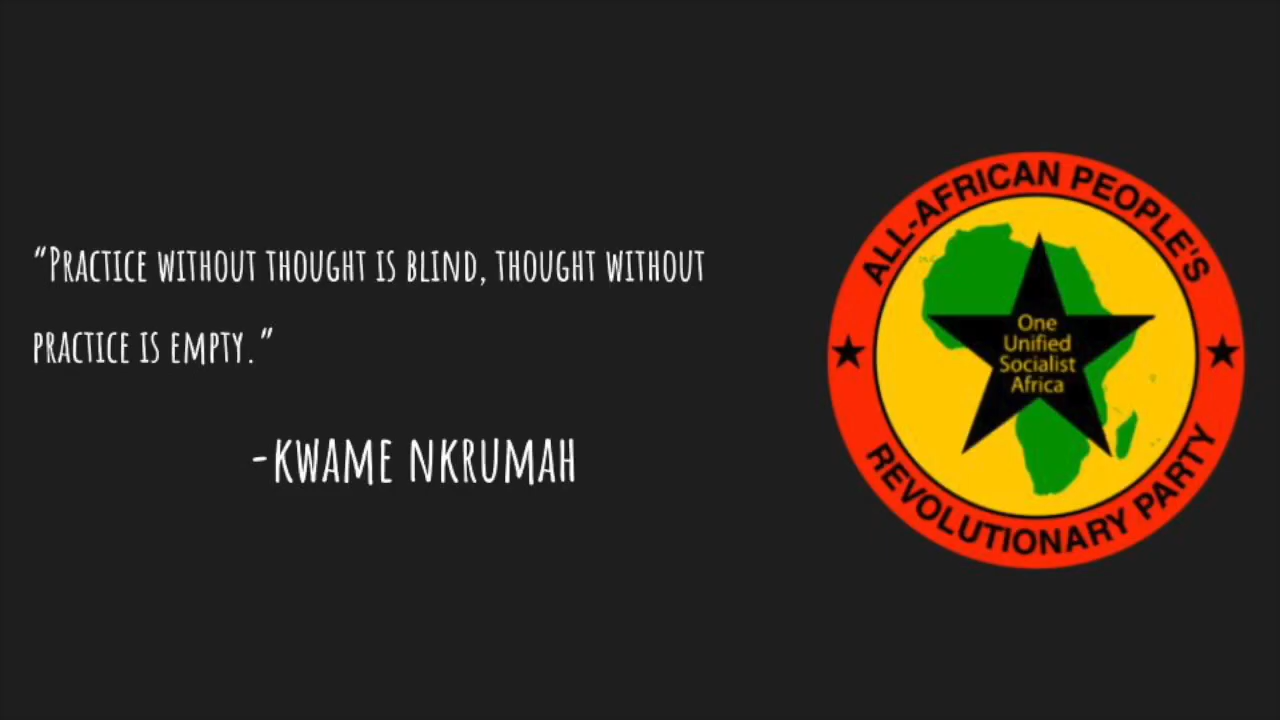 “Practice without thought is blind, thought without
practice is empty.”
-Kwame Nkrumah
ALL-AFRICAN PEOPLE'S
One
Unified
Socialist
Africa
REVOLUTIONARY PARTY